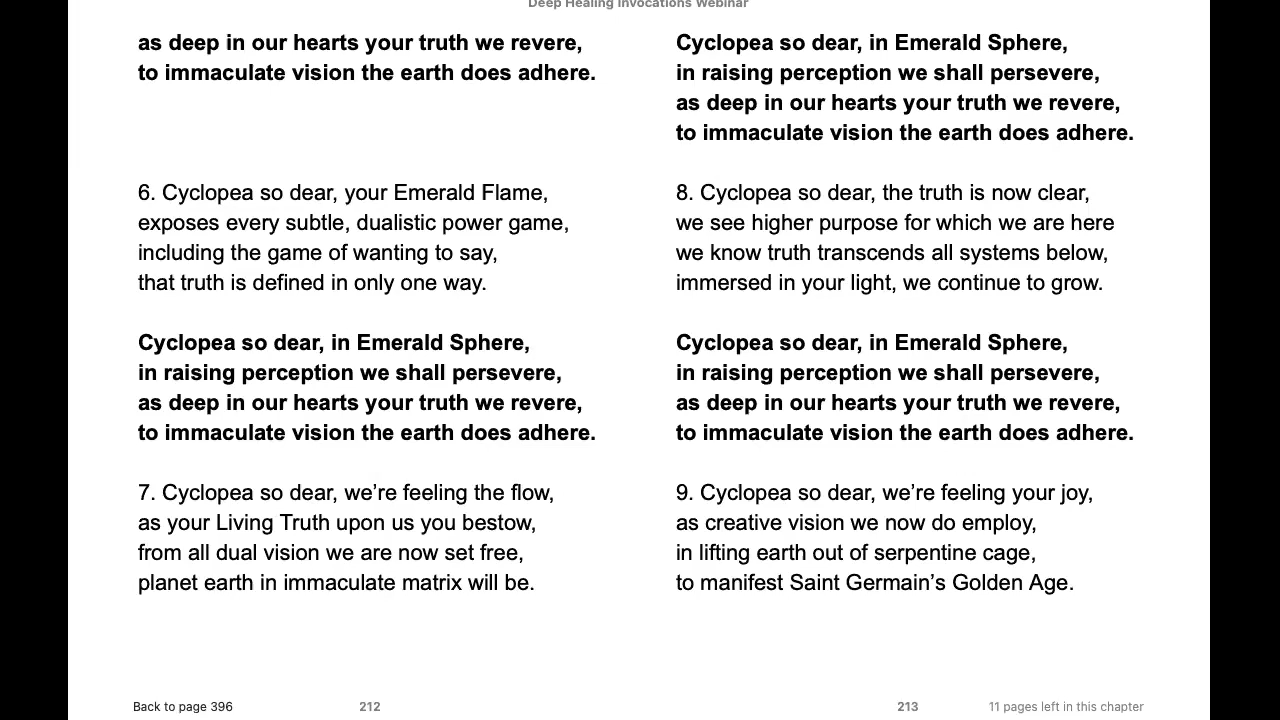 Deep Healing Invocations Webinar
as deep in our hearts your truth we revere,
to immaculate vision the earth does adhere.
6. Cyclopea so dear, your Emerald Flame,
exposes every subtle, dualistic power game,
including the game of wanting to say,
that truth is defined in only one way.
Cyclopea so dear, in Emerald Sphere,
in raising perception we shall persevere,
as deep in our hearts your truth we revere,
to immaculate vision the earth does adhere.
7. Cyclopea so dear, we’re feeling the flow,
as your Living Truth upon us you bestow,
from all dual vision we are now set free,
planet earth in immaculate matrix will be.
Cyclopea so dear, in Emerald Sphere,
in raising perception we shall persevere,
as deep in our hearts your truth we revere,
to immaculate vision the earth does adhere.
8. Cyclopea so dear, the truth is now clear,
we see higher purpose for which we are here
we know truth transcends all systems below,
immersed in your light, we continue to grow.
Cyclopea so dear, in Emerald Sphere,
in raising perception we shall persevere,
as deep in our hearts your truth we revere,
to immaculate vision the earth does adhere.
9. Cyclopea so dear, we’re feeling your joy,
as creative vision we now do employ,
in lifting earth out of serpentine cage,
to manifest Saint Germain’s Golden Age.
Back to page 396
212
213
11 pages left in this chapter